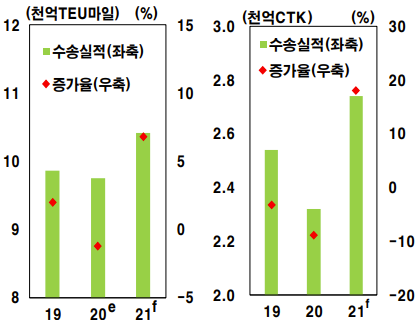 (천억TEU마일) (%)
12 15
수송실적(좌축)
증가율(우축)
11 10
10 5
9 0
8 -5
19 20e 21f
(천억CTK) (%)
3.0 30
수송실적(좌축)
증가율(우축)
2.8 20
2.6 10
2.4 0
2.2 -10
2.0 -20
19 20 21f